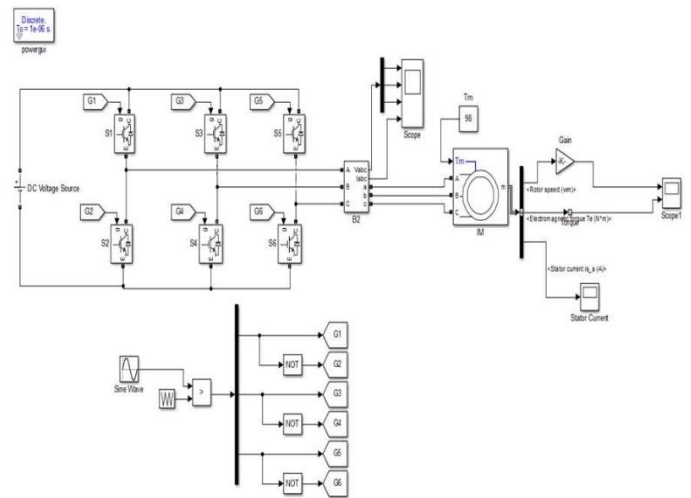 Discrete,
Ts = 1e-06 s.
powergui
G1
G3
G5
g
C
E
S1
g
C
E
S3
g
C
E
S5
DC Voltage Source
G2
G4
G6
g
C
E
S2
g
C
E
S4
g
C
E
S6
Scope
A
B
C
Vabc
Iabc
a
b
c
B2
Tm
98
Tm
A
B
C
m
IM
Gain
-K-
<Rotor speed (wm)>
Scope1
<Electromagnetic torque Te (N*m)>
Torque
<Stator current is_a (A)>
Stator Current
Sine Wave
>
G1
NOT
G2
G3
NOT
G4
G5
NOT
G6